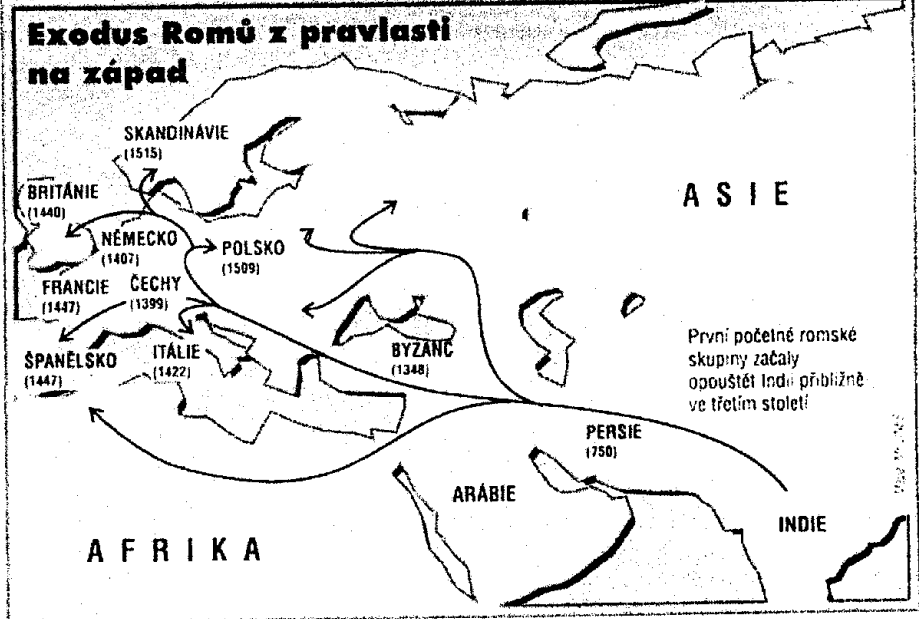 Exodus Romů z pravlasti
na západ
SKANDINÁVIE
(1515)
BRITÁNIE
(1440)
ASIE
NĚMECKO
(1407)
POLSKO
(1509)
FRANCIE
(1447)
ČECHY
(1399)
ŠPANĚLSKO
(1447)
ITÁLIE
(1422)
BYZANC
(1348)
První početné romské
skupiny začaly
opouštět Indii přibližně
ve třetím století
PERSIE
(750)
ARÁBIE
INDIE
AFRIKA